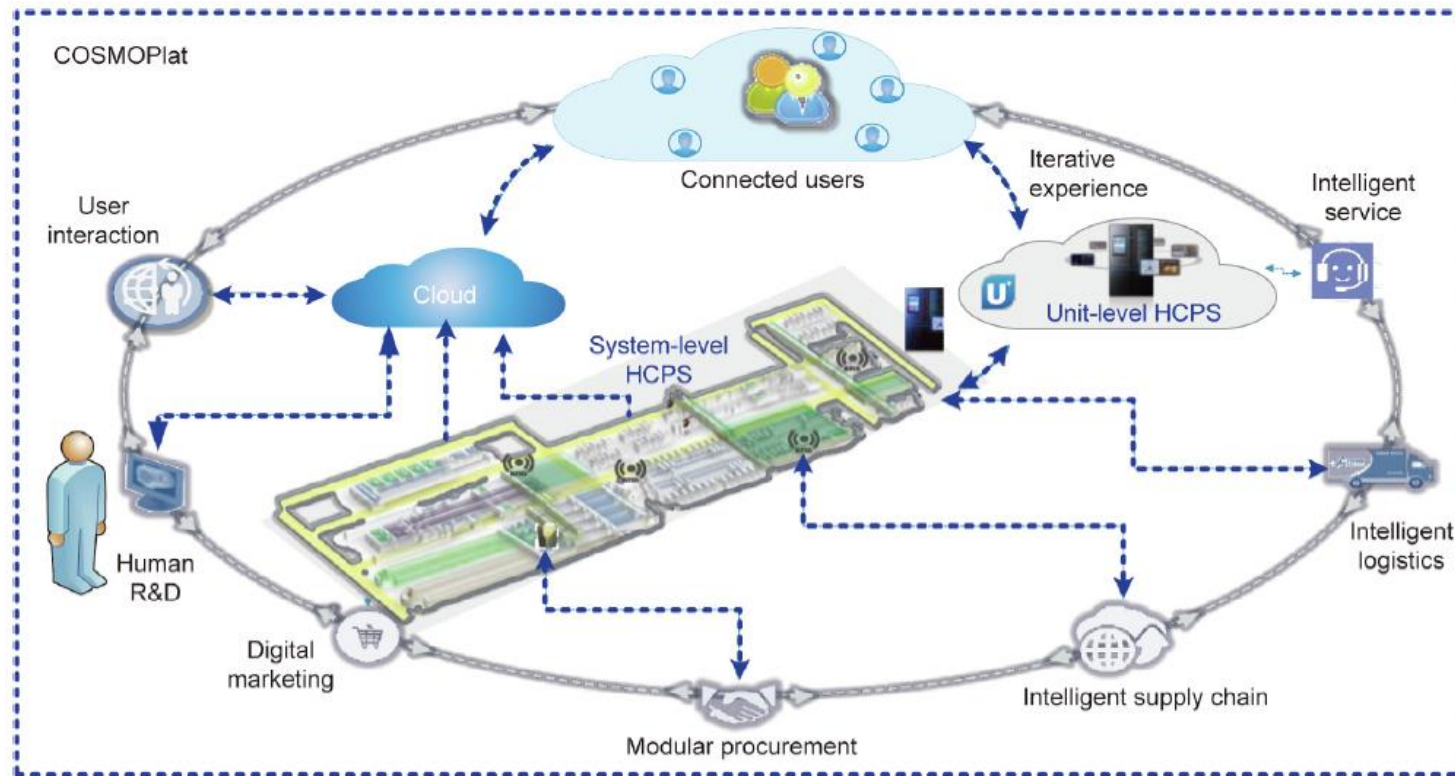 COSMOPlat
Connected users
Iterative
experience
Intelligent
service
User
interaction
Cloud
U+
Unit-level HCPS
System-level
HCPS
Human
R&D
Intelligent
logistics
Digital
marketing
Intelligent supply chain
Modular procurement